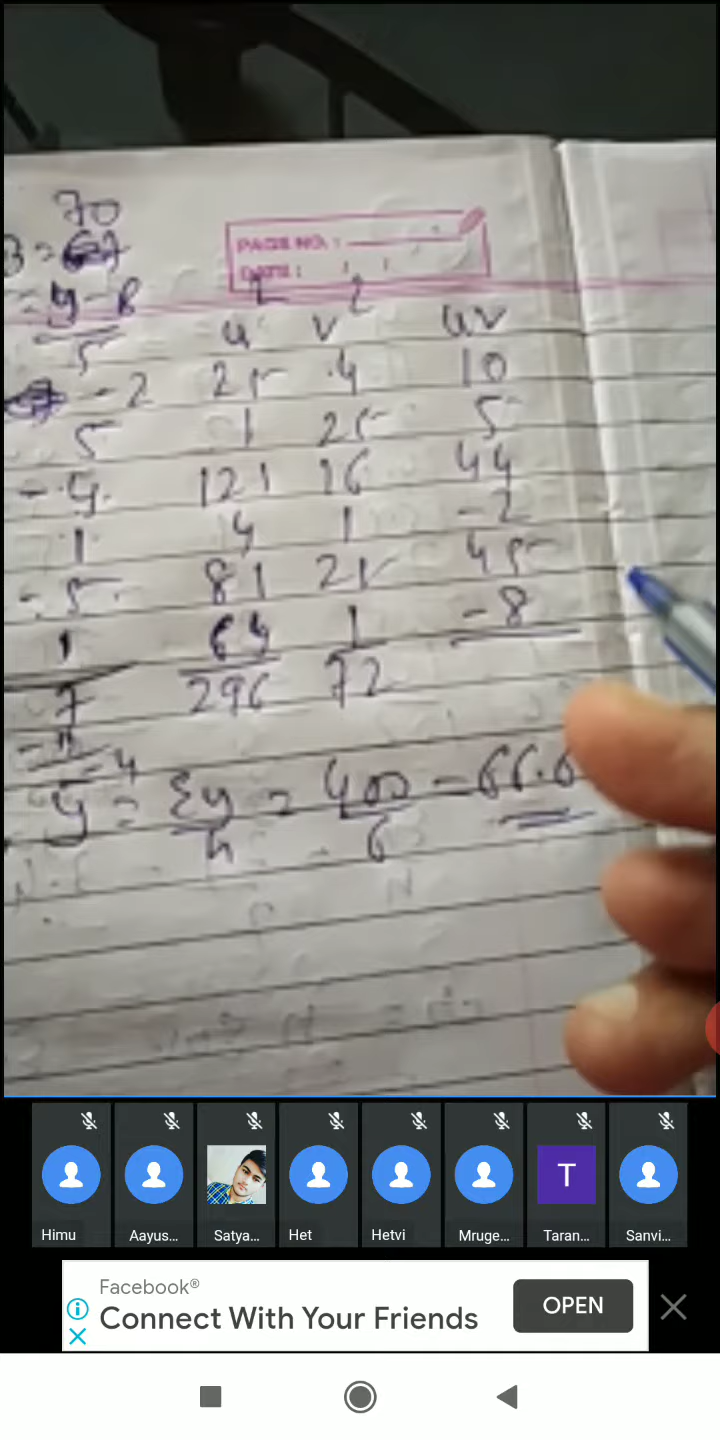 70
PAGE NO. :
DATE :
= y - B
5
u² v² uv
- 2 25 4 10
5 1 25 5
- 4 121 16 44
1 4 1 - 2
- 5 81 25 45
1 64 1 - 8
7 296 72
- 4
y = Σy = 400 = 66.6
n 6
Himu Aayus... Satya... Het Hetvi Mruge... T Taran... Sanvi...
Facebook®
Connect With Your Friends
OPEN